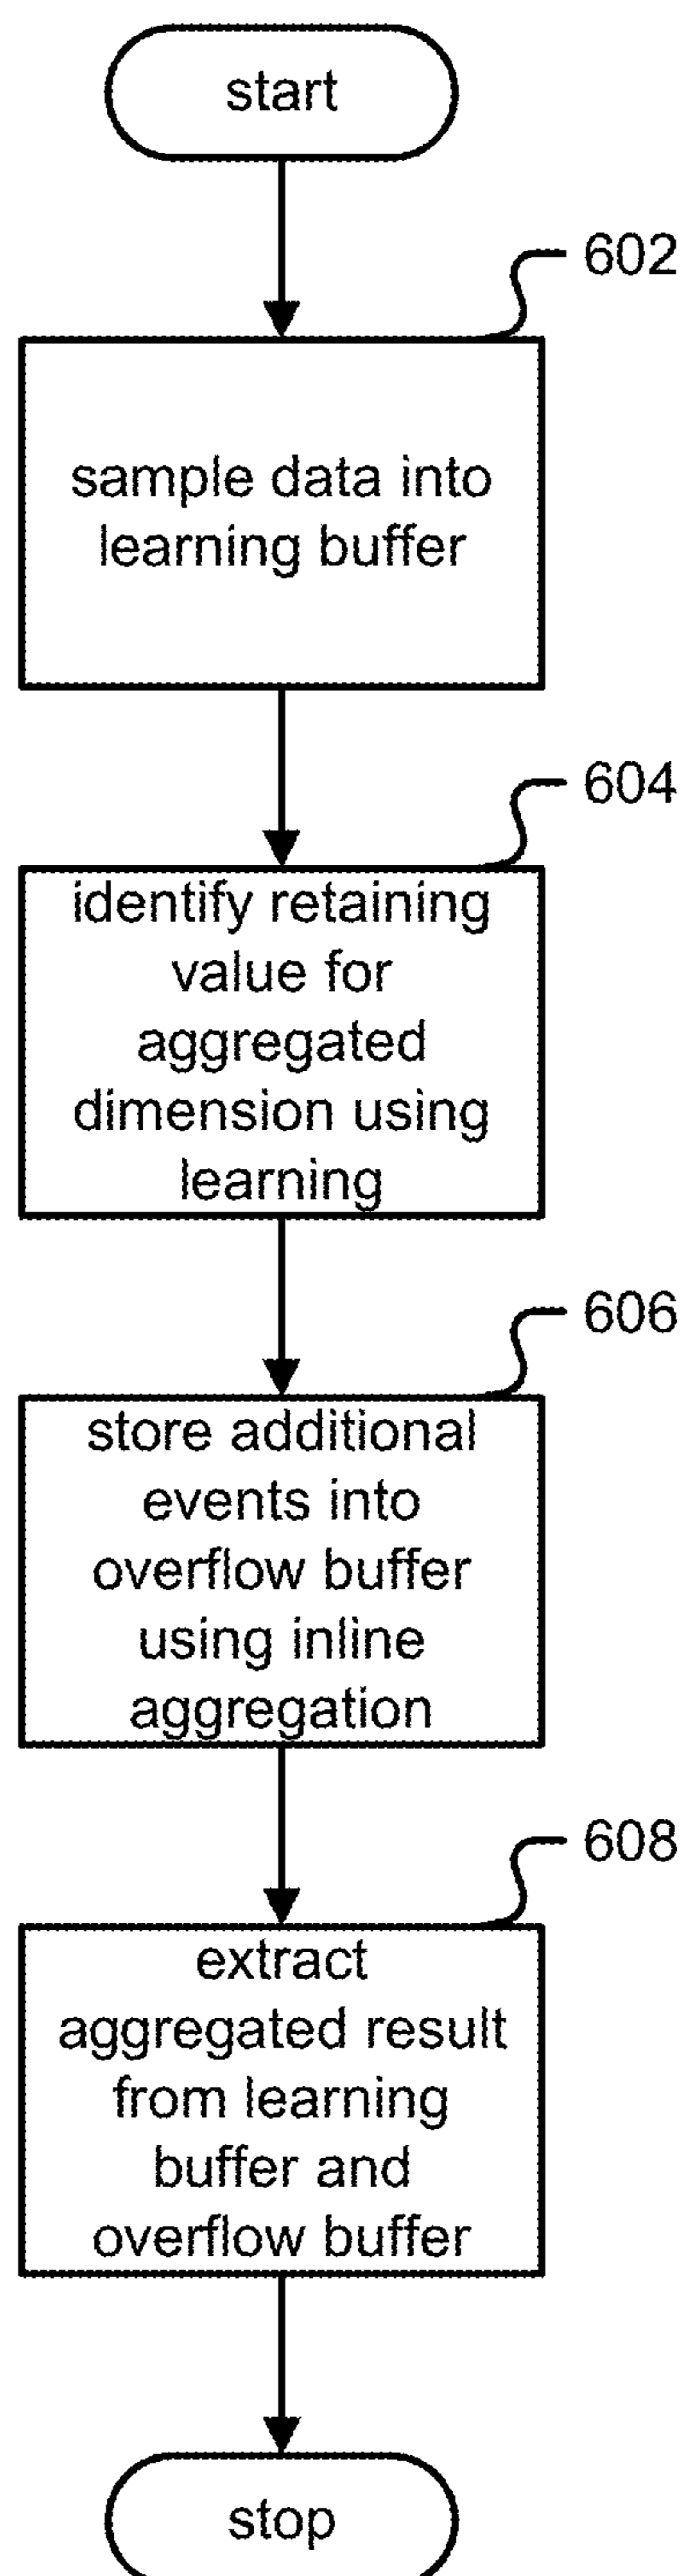 start
602
sample data into
learning buffer
604
identify retaining
value for
aggregated
dimension using
learning
606
store additional
events into
overflow buffer
using inline
aggregation
608
extract
aggregated result
from learning
buffer and
overflow buffer
stop